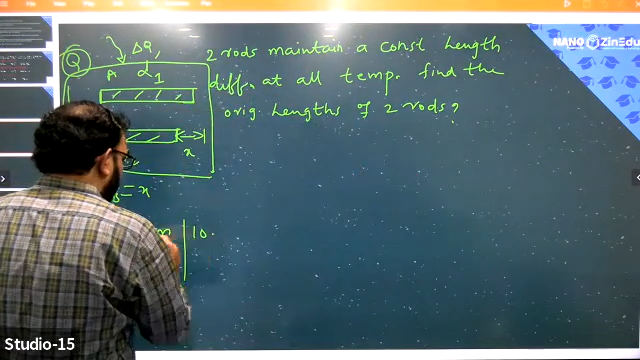 Q
ΔQ,
A α1
2 rods maintain a const length
diffn. at all temp. find the
orig. lengths of 2 rods?
x
= x
10.
NANO ZinEdu
Studio-15